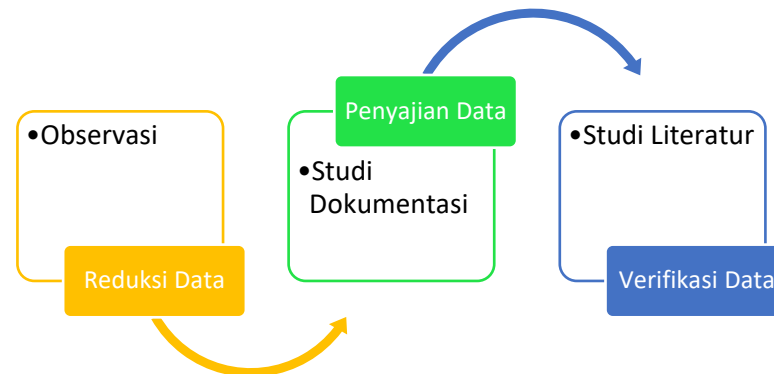 •Observasi
Reduksi Data
Penyajian Data
•Studi
Dokumentasi
•Studi Literatur
Verifikasi Data